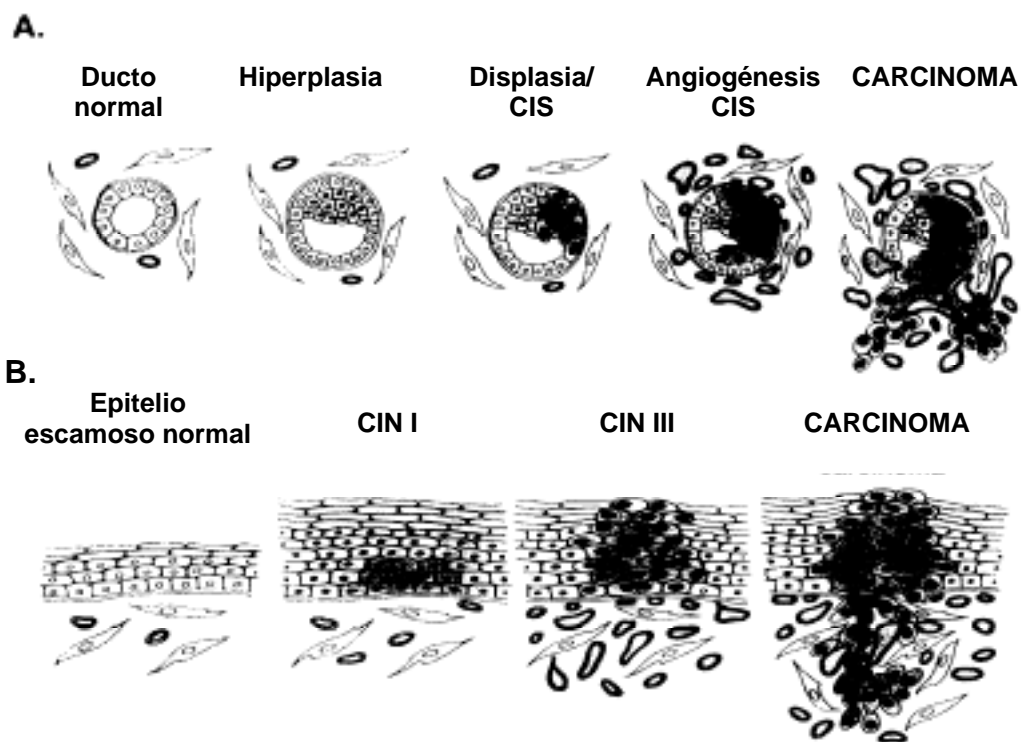 A.
Ducto
normal
Hiperplasia
Displasia/
CIS
Angiogénesis
CIS
CARCINOMA
B.
Epitelio
escamoso normal
CIN I
CIN III
CARCINOMA